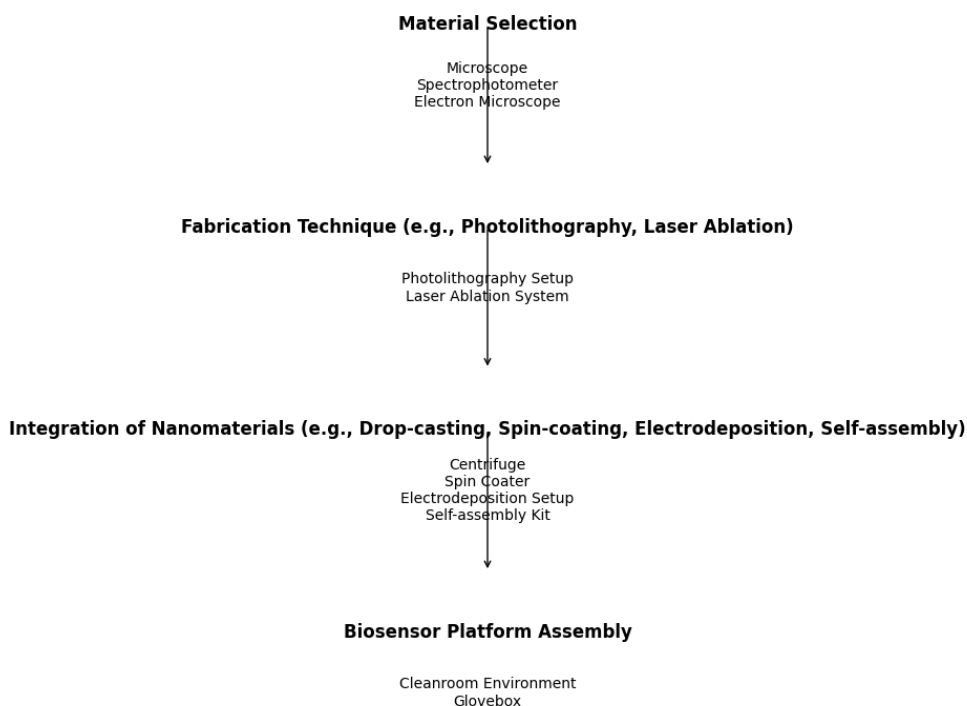 Material Selection
Microscope
Spectrophotometer
Electron Microscope
Fabrication Technique (e.g., Photolithography, Laser Ablation)
Photolithography Setup
Laser Ablation System
Integration of Nanomaterials (e.g., Drop-casting, Spin-coating, Electrodeposition, Self-assembly)
Centrifuge
Spin Coater
Electrodeposition Setup
Self-assembly Kit
Biosensor Platform Assembly
Cleanroom Environment
Glovebox